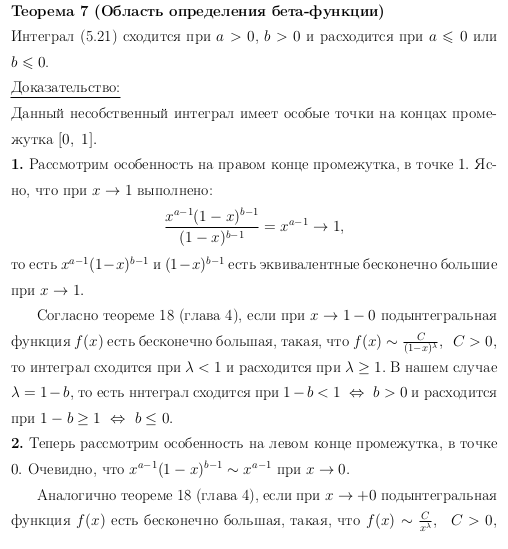 Теорема 7 (Область определения бета-функции)
Интеграл (5.21) сходится при a > 0, b > 0 и расходится при a ⩽ 0 или
b ⩽ 0.
Доказательство:
Данный несобственный интеграл имеет особые точки на концах проме-
жутка [0, 1].
1. Рассмотрим особенность на правом конце промежутка, в точке 1. Яс-
но, что при x → 1 выполнено:
\frac{x^{a-1}(1-x)^{b-1}}{(1-x)^{b-1}} = x^{a-1} → 1,
то есть x^{a-1}(1-x)^{b-1} и (1-x)^{b-1} есть эквивалентные бесконечно большие
при x → 1.
Согласно теореме 18 (глава 4), если при x → 1 − 0 подынтегральная
функция f(x) есть бесконечно большая, такая, что f(x) ∼ \frac{C}{(1-x)^λ}, C > 0,
то интеграл сходится при λ < 1 и расходится при λ ≥ 1. В нашем случае
λ = 1 − b, то есть ннтеграл сходится при 1 − b < 1 ⇔ b > 0 и расходится
при 1 − b ≥ 1 ⇔ b ≤ 0.
2. Теперь рассмотрим особенность на левом конце промежутка, в точке
0. Очевидно, что x^{a-1}(1-x)^{b-1} ∼ x^{a-1} при x → 0.
Аналогично теореме 18 (глава 4), если при x → +0 подынтегральная
функция f(x) есть бесконечно большая, такая, что f(x) ∼ \frac{C}{x^λ}, C > 0,